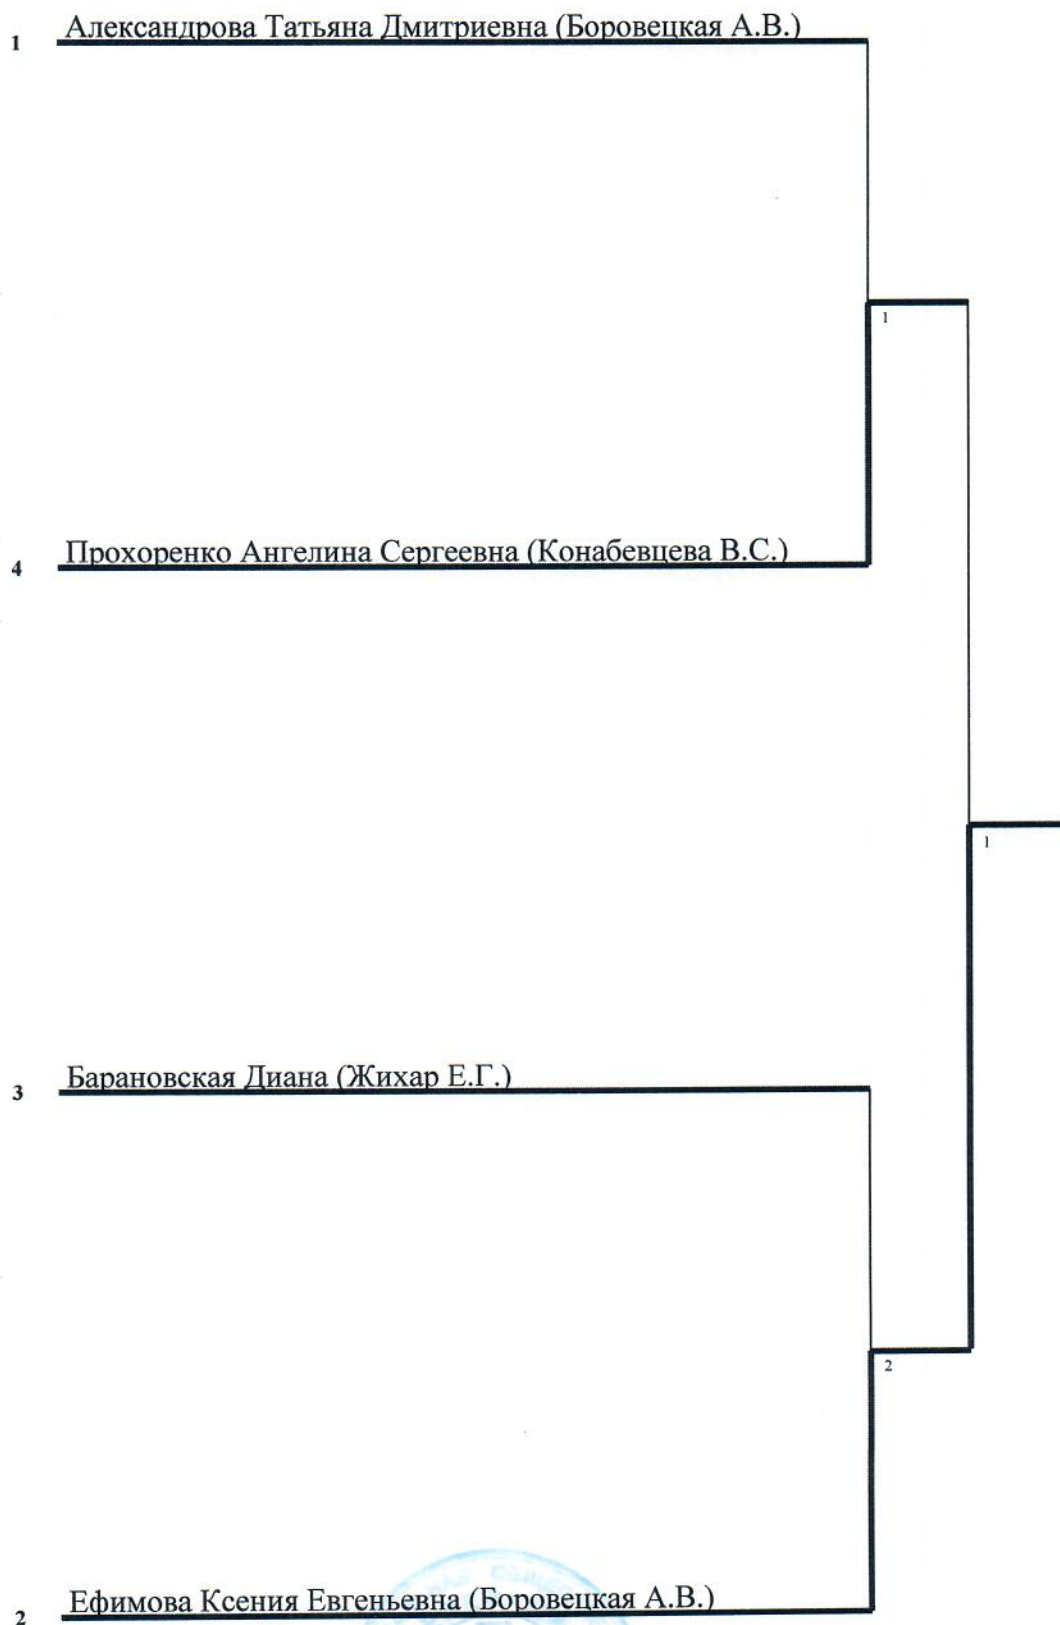 1 Александрова Татьяна Дмитриевна (Боровецкая А.В.)
1
4 Прохоренко Ангелина Сергеевна (Конабевцева В.С.)
1
3 Барановская Диана (Жихар Е.Г.)
2
2 Ефимова Ксения Евгеньевна (Боровецкая А.В.)